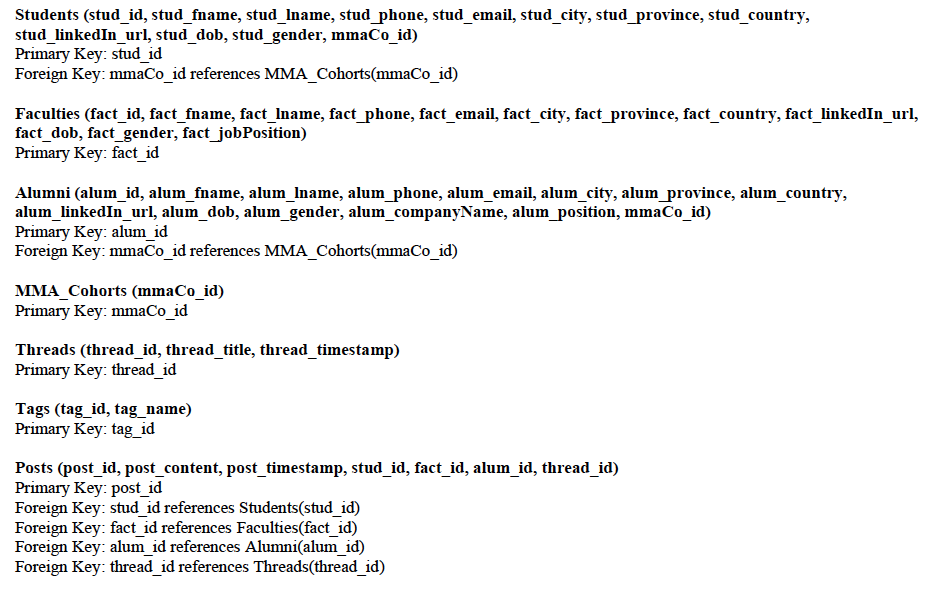 Students (stud_id, stud_fname, stud_lname, stud_phone, stud_email, stud_city, stud_province, stud_country,
stud_linkedIn_url, stud_dob, stud_gender, mmaCo_id)
Primary Key: stud_id
Foreign Key: mmaCo_id references MMA_Cohorts(mmaCo_id)
Faculties (fact_id, fact_fname, fact_lname, fact_phone, fact_email, fact_city, fact_province, fact_country, fact_linkedIn_url,
fact_dob, fact_gender, fact_jobPosition)
Primary Key: fact_id
Alumni (alum_id, alum_fname, alum_lname, alum_phone, alum_email, alum_city, alum_province, alum_country,
alum_linkedIn_url, alum_dob, alum_gender, alum_companyName, alum_position, mmaCo_id)
Primary Key: alum_id
Foreign Key: mmaCo_id references MMA_Cohorts(mmaCo_id)
MMA_Cohorts (mmaCo_id)
Primary Key: mmaCo_id
Threads (thread_id, thread_title, thread_timestamp)
Primary Key: thread_id
Tags (tag_id, tag_name)
Primary Key: tag_id
Posts (post_id, post_content, post_timestamp, stud_id, fact_id, alum_id, thread_id)
Primary Key: post_id
Foreign Key: stud_id references Students(stud_id)
Foreign Key: fact_id references Faculties(fact_id)
Foreign Key: alum_id references Alumni(alum_id)
Foreign Key: thread_id references Threads(thread_id)